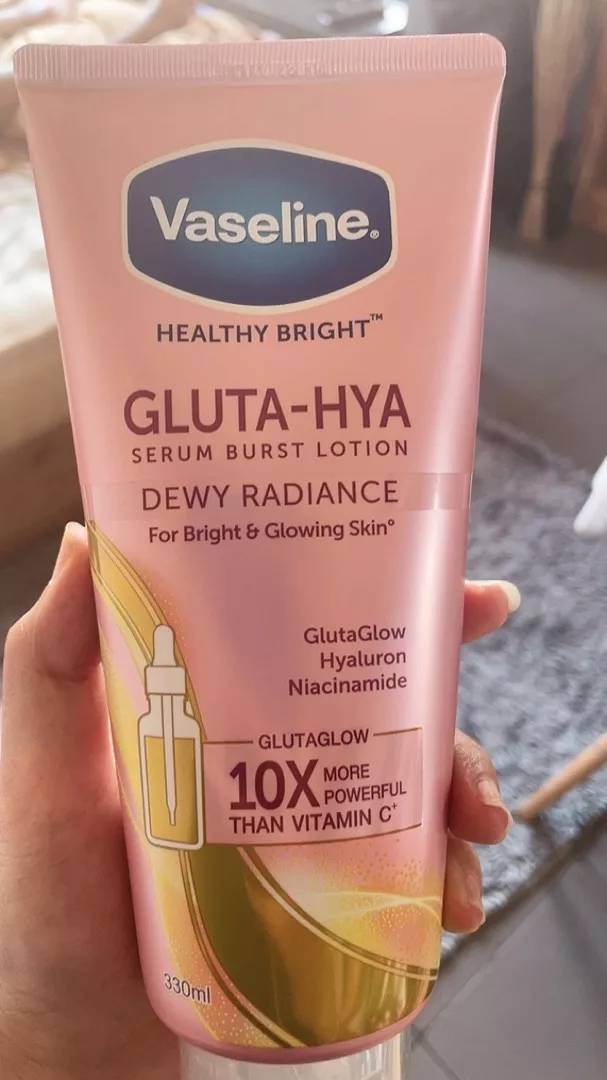 Vaseline®
HEALTHY BRIGHT™
GLUTA-HYA
SERUM BURST LOTION
DEWY RADIANCE
For Bright & Glowing Skin°
GlutaGlow
Hyaluron
Niacinamide
GLUTAGLOW
10X MORE
POWERFUL
THAN VITAMIN C⁺
330ml